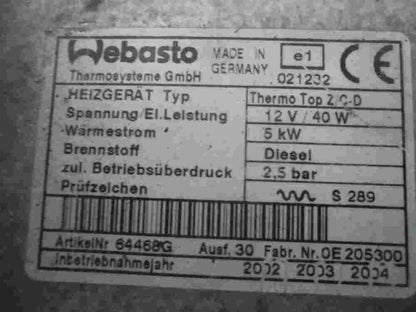 Webasto
Thermosysteme GmbH
MADE IN
GERMANY
e1
021232
CE
HEIZGERÄT Typ Thermo Top Z/C-D
Spannung/El.Leistung 12 V / 40 W
Wärmestrom 5 kW
Brennstoff Diesel
zul. Betriebsüberdruck 2,5 bar
Prüfzeichen S 289
ArtikelNr 64468G Ausf. 30 Fabr. Nr. 0E 205300
Inbetriebnahmejahr 2002 2003 2004